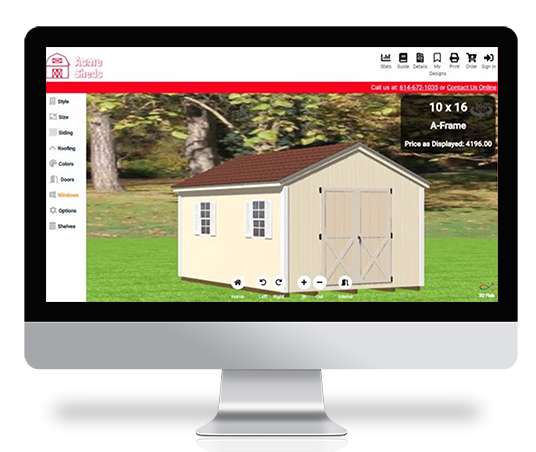 Acme
Sheds
Stats
Guide
Details
My
Designs
Print
Order
Sign In
Call us at: 614-672-1035 or Contact Us Online
Style
Size
Siding
Roofing
Colors
Doors
Windows
Options
Shelves
10 x 16
A-Frame
Price as Displayed: 4196.00
Home
Left
Right
In
Out
Interior